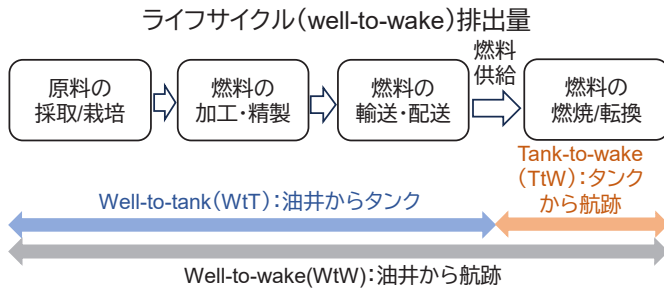 ライフサイクル（well-to-wake）排出量
原料の
採取/栽培
燃料の
加工・精製
燃料の
輸送・配送
燃料
供給
燃料の
燃焼/転換
Well-to-tank（WtT）：油井からタンク
Tank-to-wake
（TtW）：タンク
から航跡
Well-to-wake(WtW)：油井から航跡